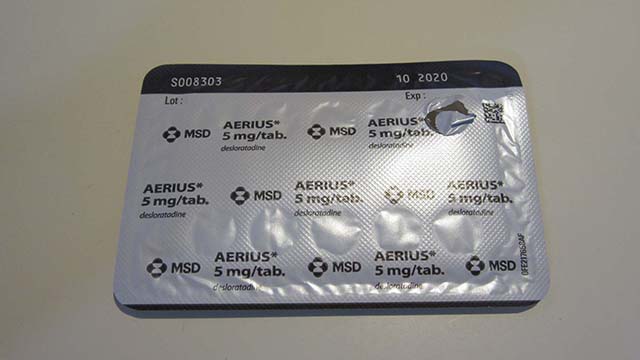 S008303 10 2020
Lot : Exp :
MSD AERIUS* 5 mg/tab. desloratadine MSD AERIUS* 5 mg/tab. desloratadine
AERIUS* 5 mg/tab. desloratadine MSD AERIUS* 5 mg/tab. desloratadine MSD AERIUS* 5 mg/tab. desloratadine
MSD AERIUS* 5 mg/tab. desloratadine MSD AERIUS* 5 mg/tab. desloratadine MSD